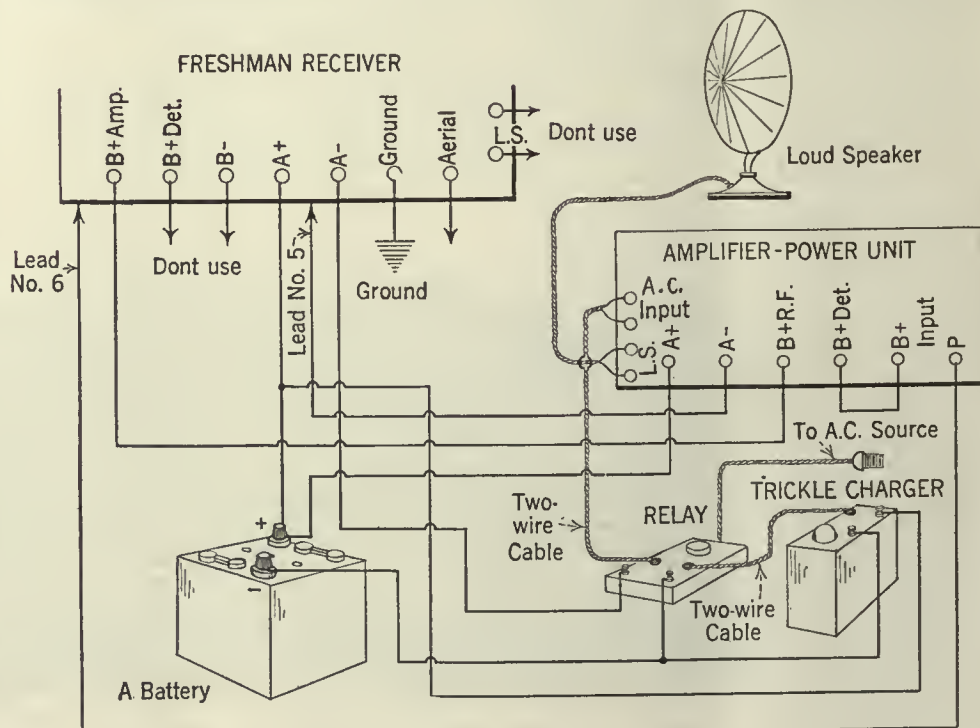 FRESHMAN RECEIVER
B+Amp.
B+Det.
B-
A+
A-
Ground
Aerial
L.S.
Dont use
Loud Speaker
Lead
No. 6
Dont use
Lead No. 5
Ground
AMPLIFIER-POWER UNIT
A.C.
Input
L.S.
A+
A-
B+R.F.
B+Det.
B+
Input
P
To A.C. Source
TRICKLE CHARGER
RELAY
Two-
wire
Cable
Two-wire
Cable
+
-
A Battery